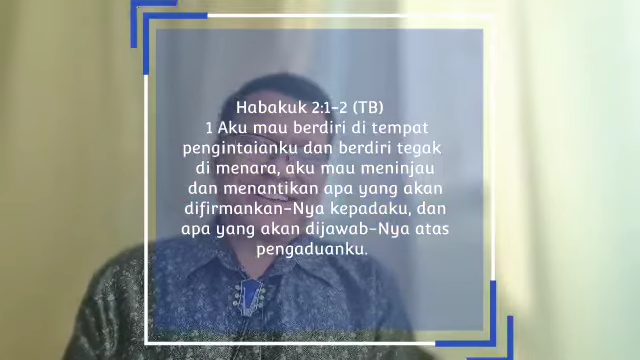 Habakuk 2:1-2 (TB)
1 Aku mau berdiri di tempat
pengintaianku dan berdiri tegak
di menara, aku mau meninjau
dan menantikan apa yang akan
difirmankan-Nya kepadaku, dan
apa yang akan dijawab-Nya atas
pengaduanku.